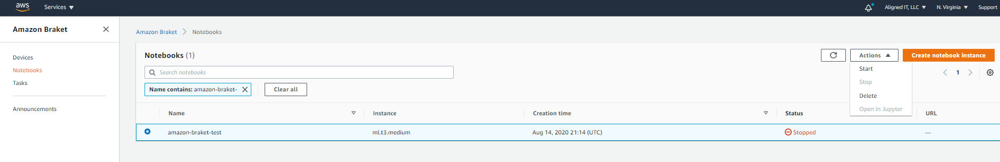 aws Services Aligned IT, LLC N. Virginia Support
Amazon Braket
Devices
Notebooks
Tasks
Announcements
Amazon Braket Notebooks
Notebooks (1)
Actions Create notebook instance
Search notebooks
Start
1
Stop
Name contains: amazon-braket- Clear all
Delete
Open in Jupyter
Name Instance Creation time Status URL
amazon-braket-test ml.t3.medium Aug 14, 2020 21:14 (UTC) Stopped —